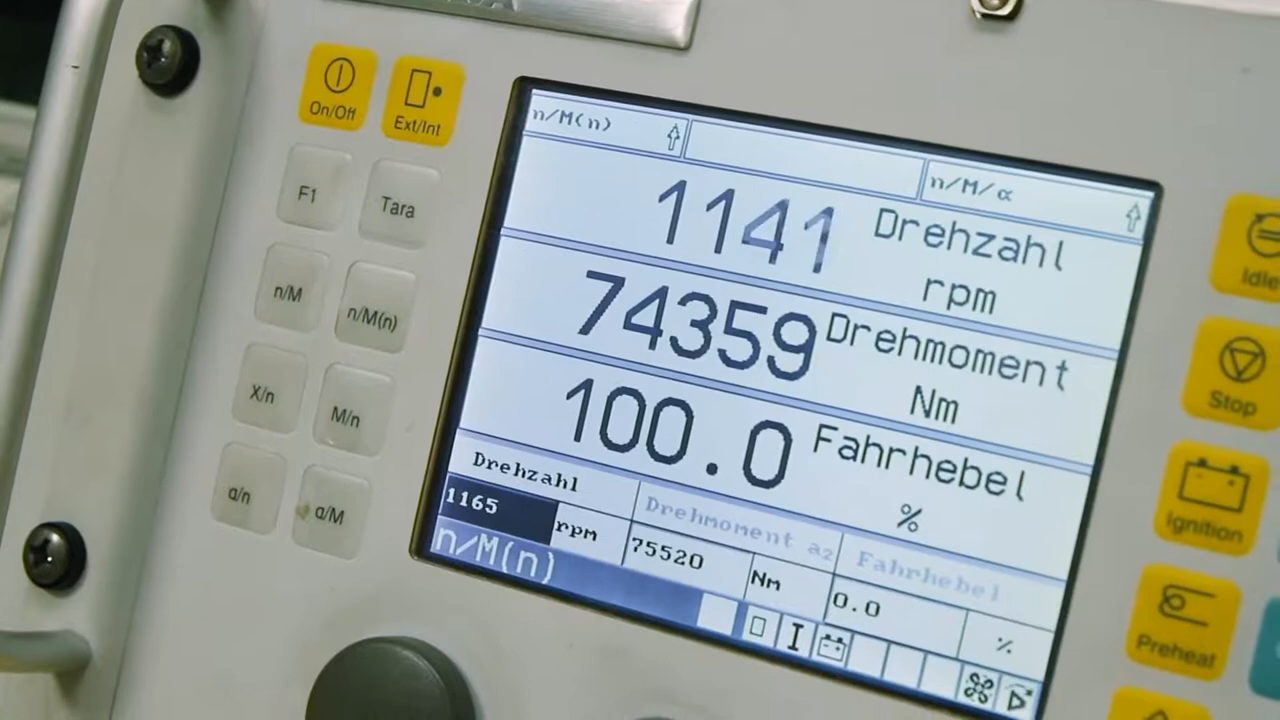 On/Off
Ext/Int
F1
Tara
n/M
n/M(n)
X/n
M/n
α/n
α/M
n/M(n)
n/M/α
1141 Drehzahl
rpm
74359 Drehmoment
Nm
100.0 Fahrhebel
%
Drehzahl
1165 rpm
Drehmoment a2
75520 Nm
Fahrhebel
0.0 %
n/M(n)
Idle
Stop
Ignition
Preheat